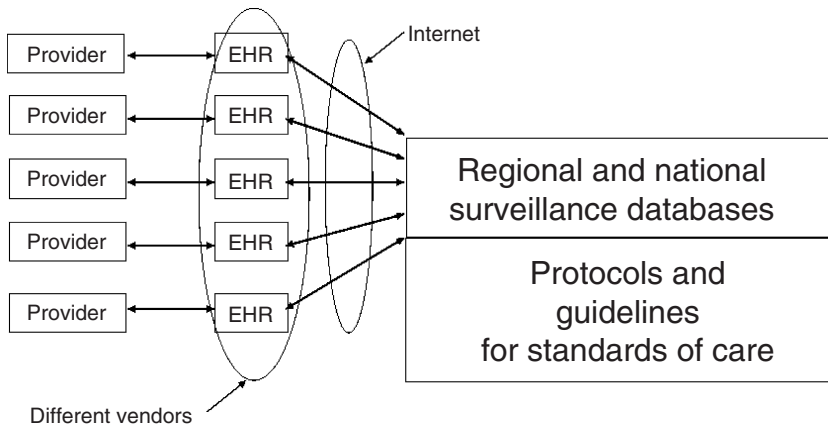 Internet
Provider
EHR
Provider
EHR
Provider
EHR
Provider
EHR
Provider
EHR
Regional and national
surveillance databases
Protocols and
guidelines
for standards of care
Different vendors